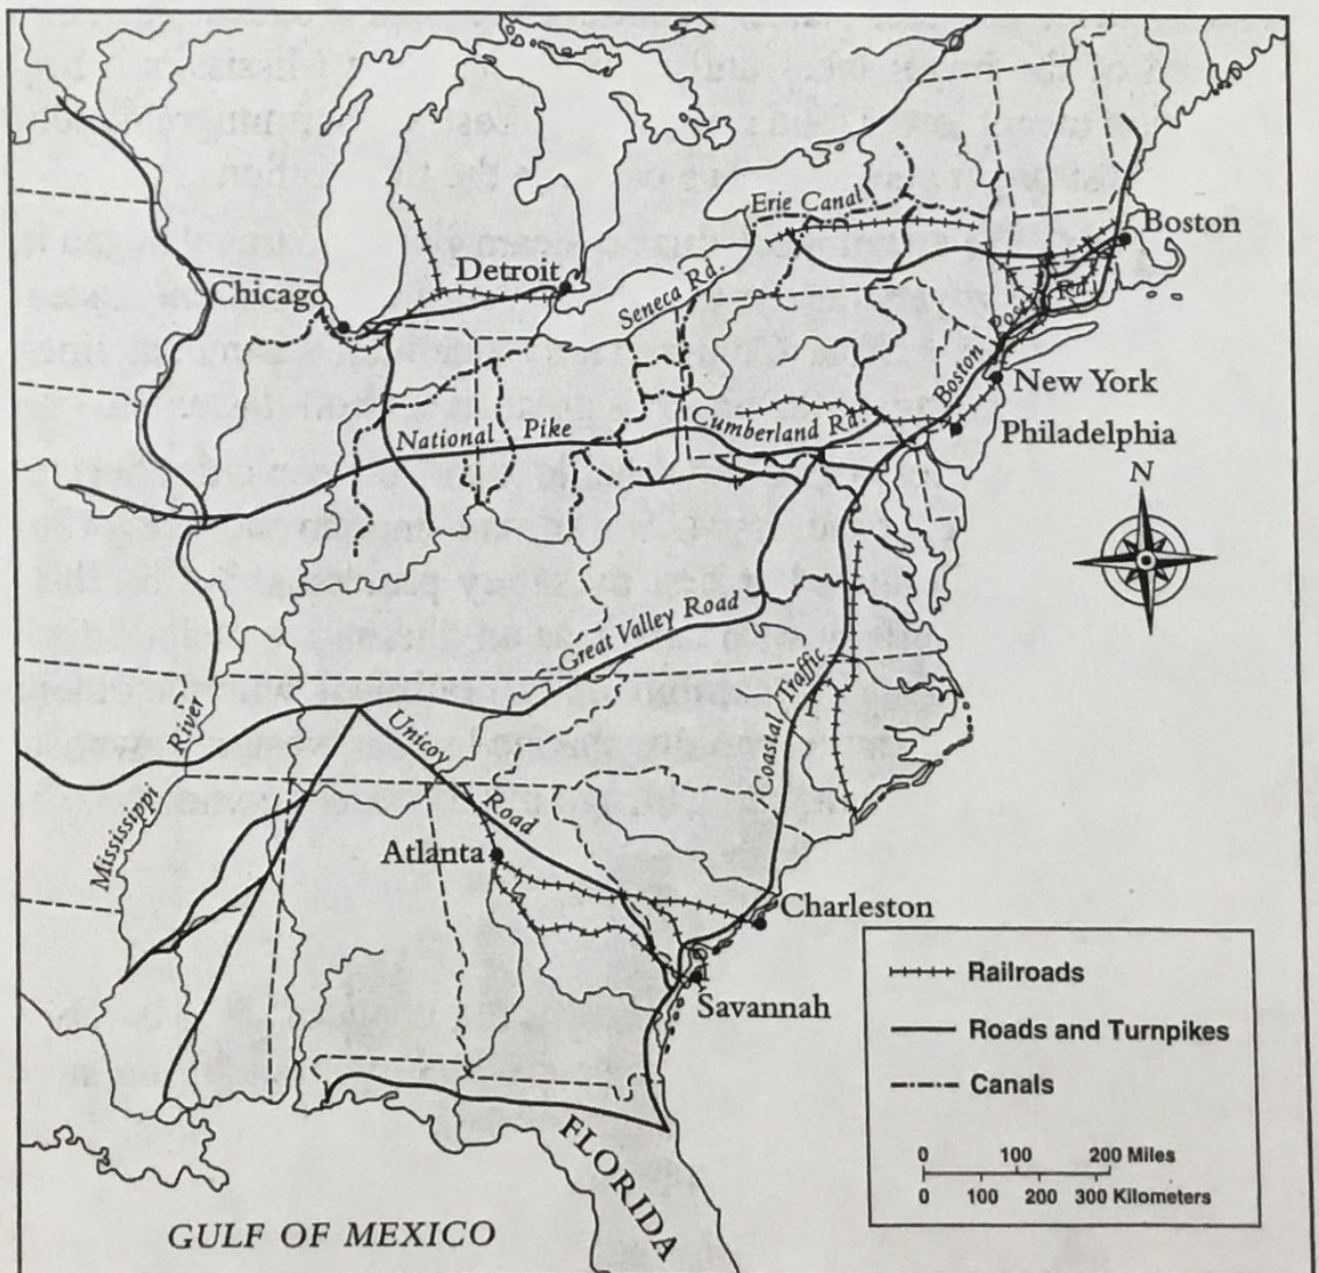 Erie Canal
Boston
Detroit
Chicago
Seneca Rd.
Boston Post Rd.
New York
National Pike
Cumberland Rd.
Philadelphia
N
Great Valley Road
Mississippi River
Unicoy Road
Coastal Traffic
Atlanta
Charleston
Savannah
Railroads
Roads and Turnpikes
Canals
0 100 200 Miles
0 100 200 300 Kilometers
FLORIDA
GULF OF MEXICO